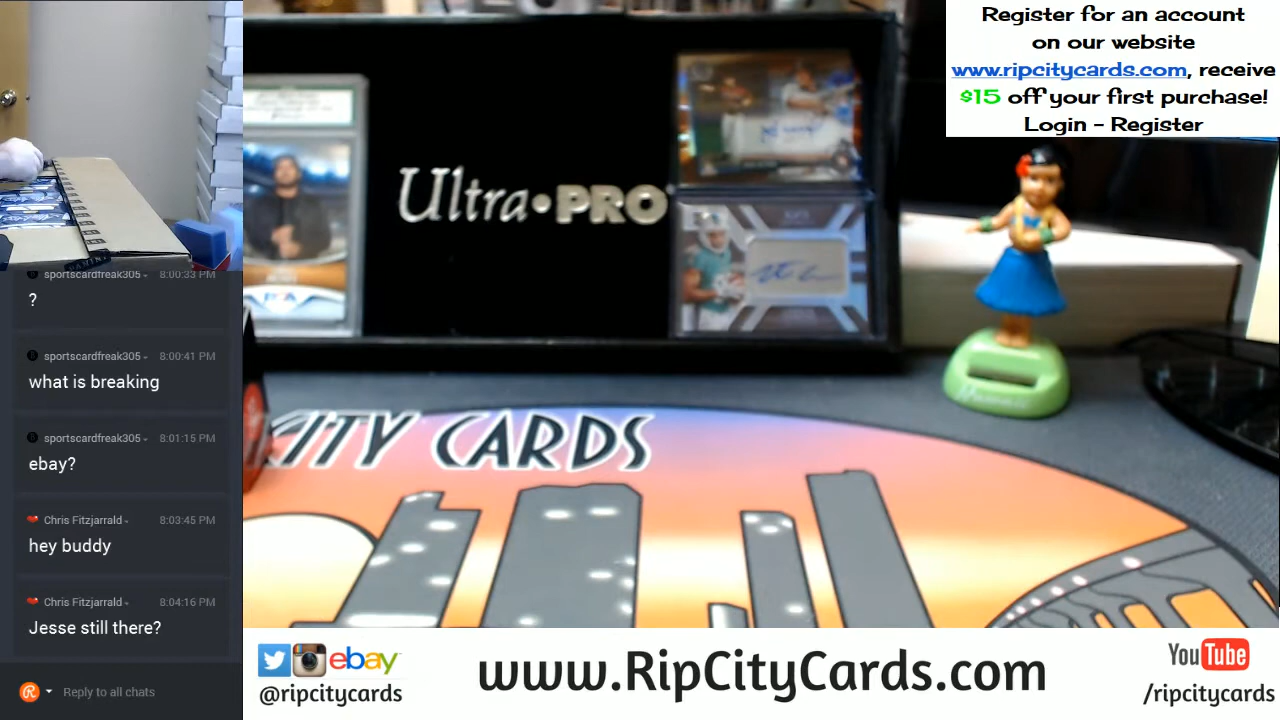 Register for an account
on our website
www.ripcitycards.com, receive
$15 off your first purchase!
Login - Register
Ultra•PRO
sportscardfreak305 8:00:33 PM
?
sportscardfreak305 8:00:41 PM
what is breaking
sportscardfreak305 8:01:15 PM
ebay?
Chris Fitzjarrald 8:03:45 PM
hey buddy
Chris Fitzjarrald 8:04:16 PM
Jesse still there?
Reply to all chats
CITY CARDS
ebay
@ripcitycards
www.RipCityCards.com
YouTube
/ripcitycards